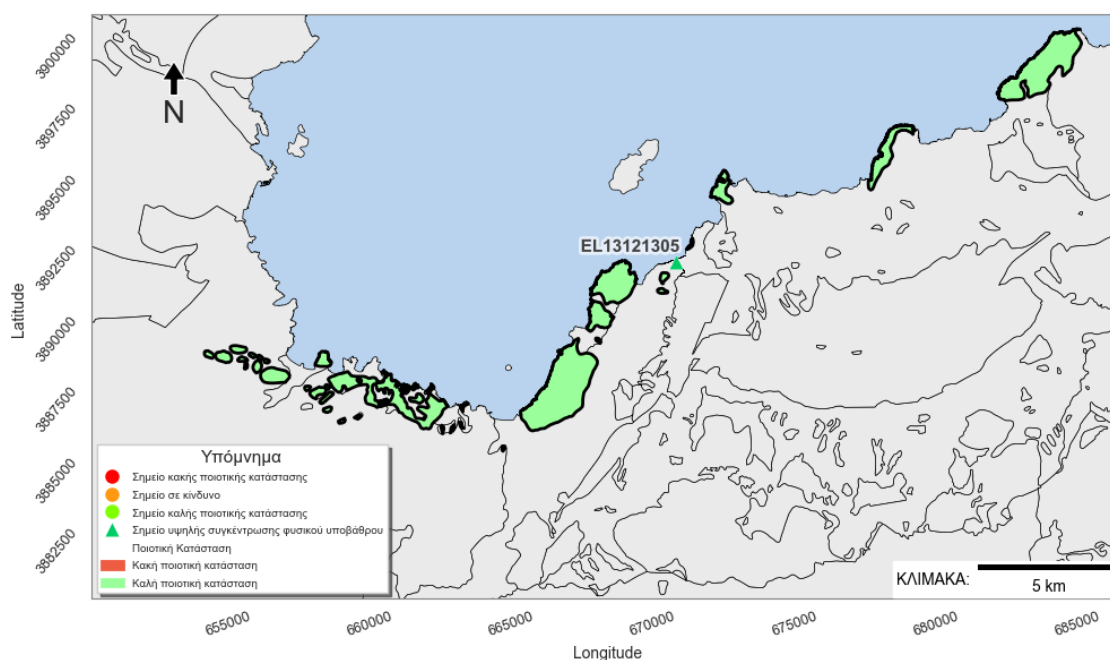 3900000
3897500
3895000
3892500
3890000
3887500
3885000
3882500
Latitude
N
EL13121305
Υπόμνημα
Σημείο κακής ποιοτικής κατάστασης
Σημείο σε κίνδυνο
Σημείο καλής ποιοτικής κατάστασης
Σημείο υψηλής συγκέντρωσης φυσικού υποβάθρου
Ποιοτική Κατάσταση
Κακή ποιοτική κατάσταση
Καλή ποιοτική κατάσταση
ΚΛΙΜΑΚΑ:
5 km
655000
660000
665000
670000
675000
680000
685000
Longitude